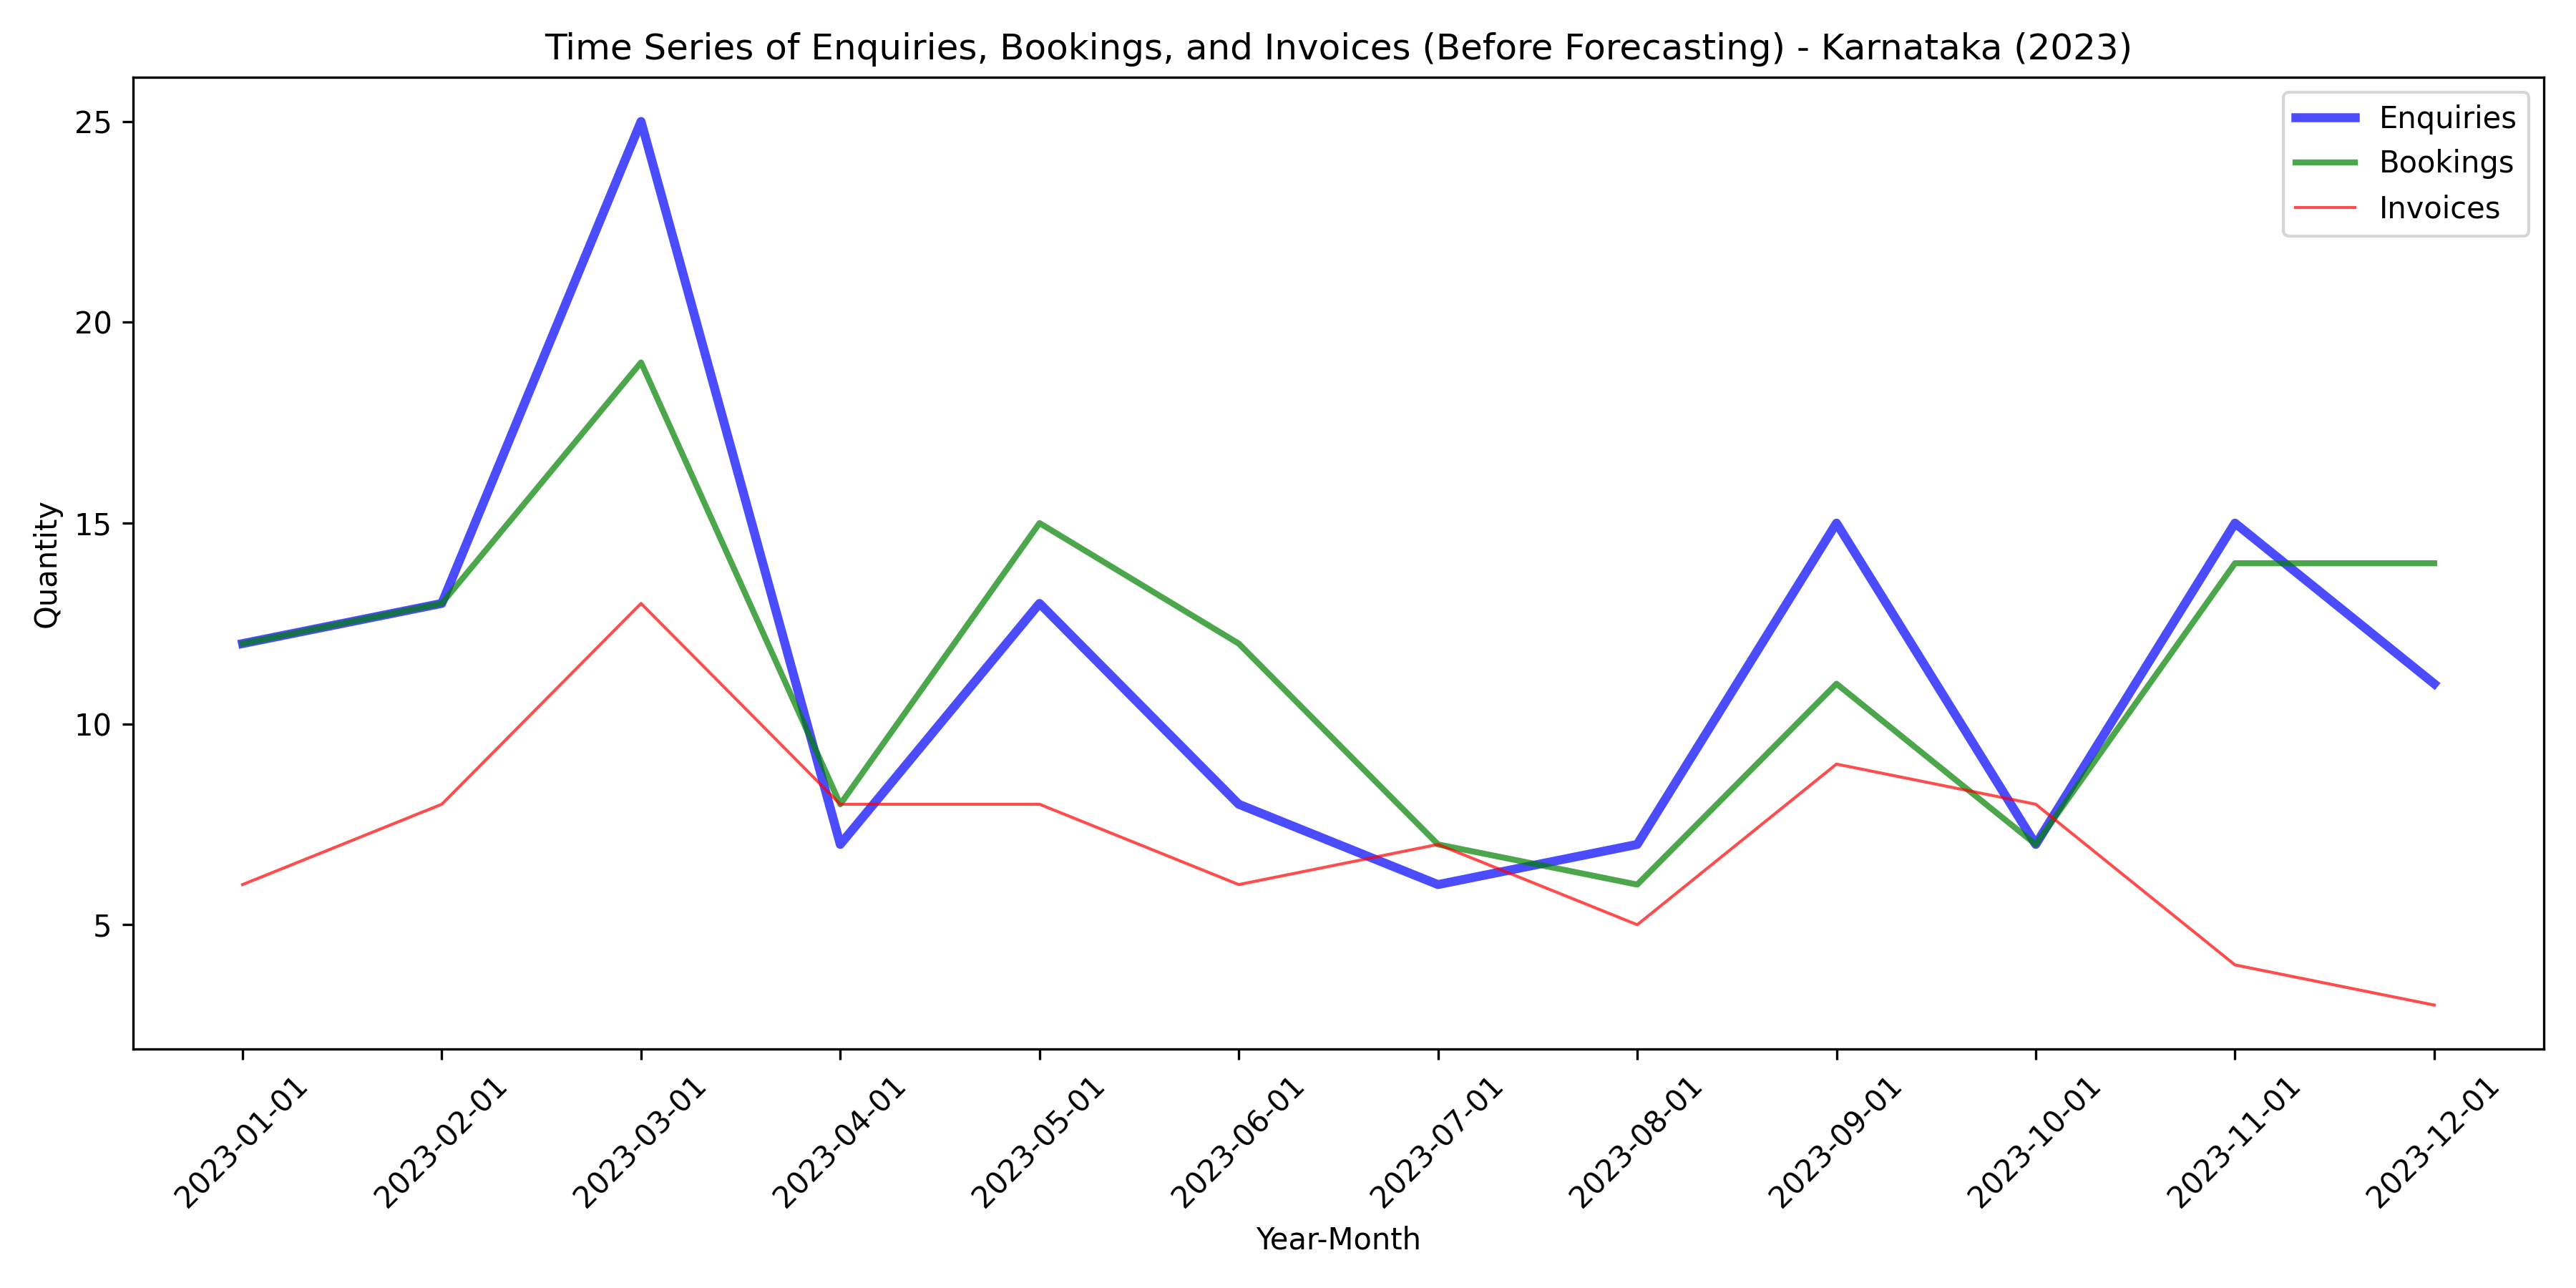 Time Series of Enquiries, Bookings, and Invoices (Before Forecasting) - Karnataka (2023)
Enquiries
Bookings
Invoices
Quantity
25
20
15
10
5
2023-01-01
2023-02-01
2023-03-01
2023-04-01
2023-05-01
2023-06-01
2023-07-01
2023-08-01
2023-09-01
2023-10-01
2023-11-01
2023-12-01
Year-Month